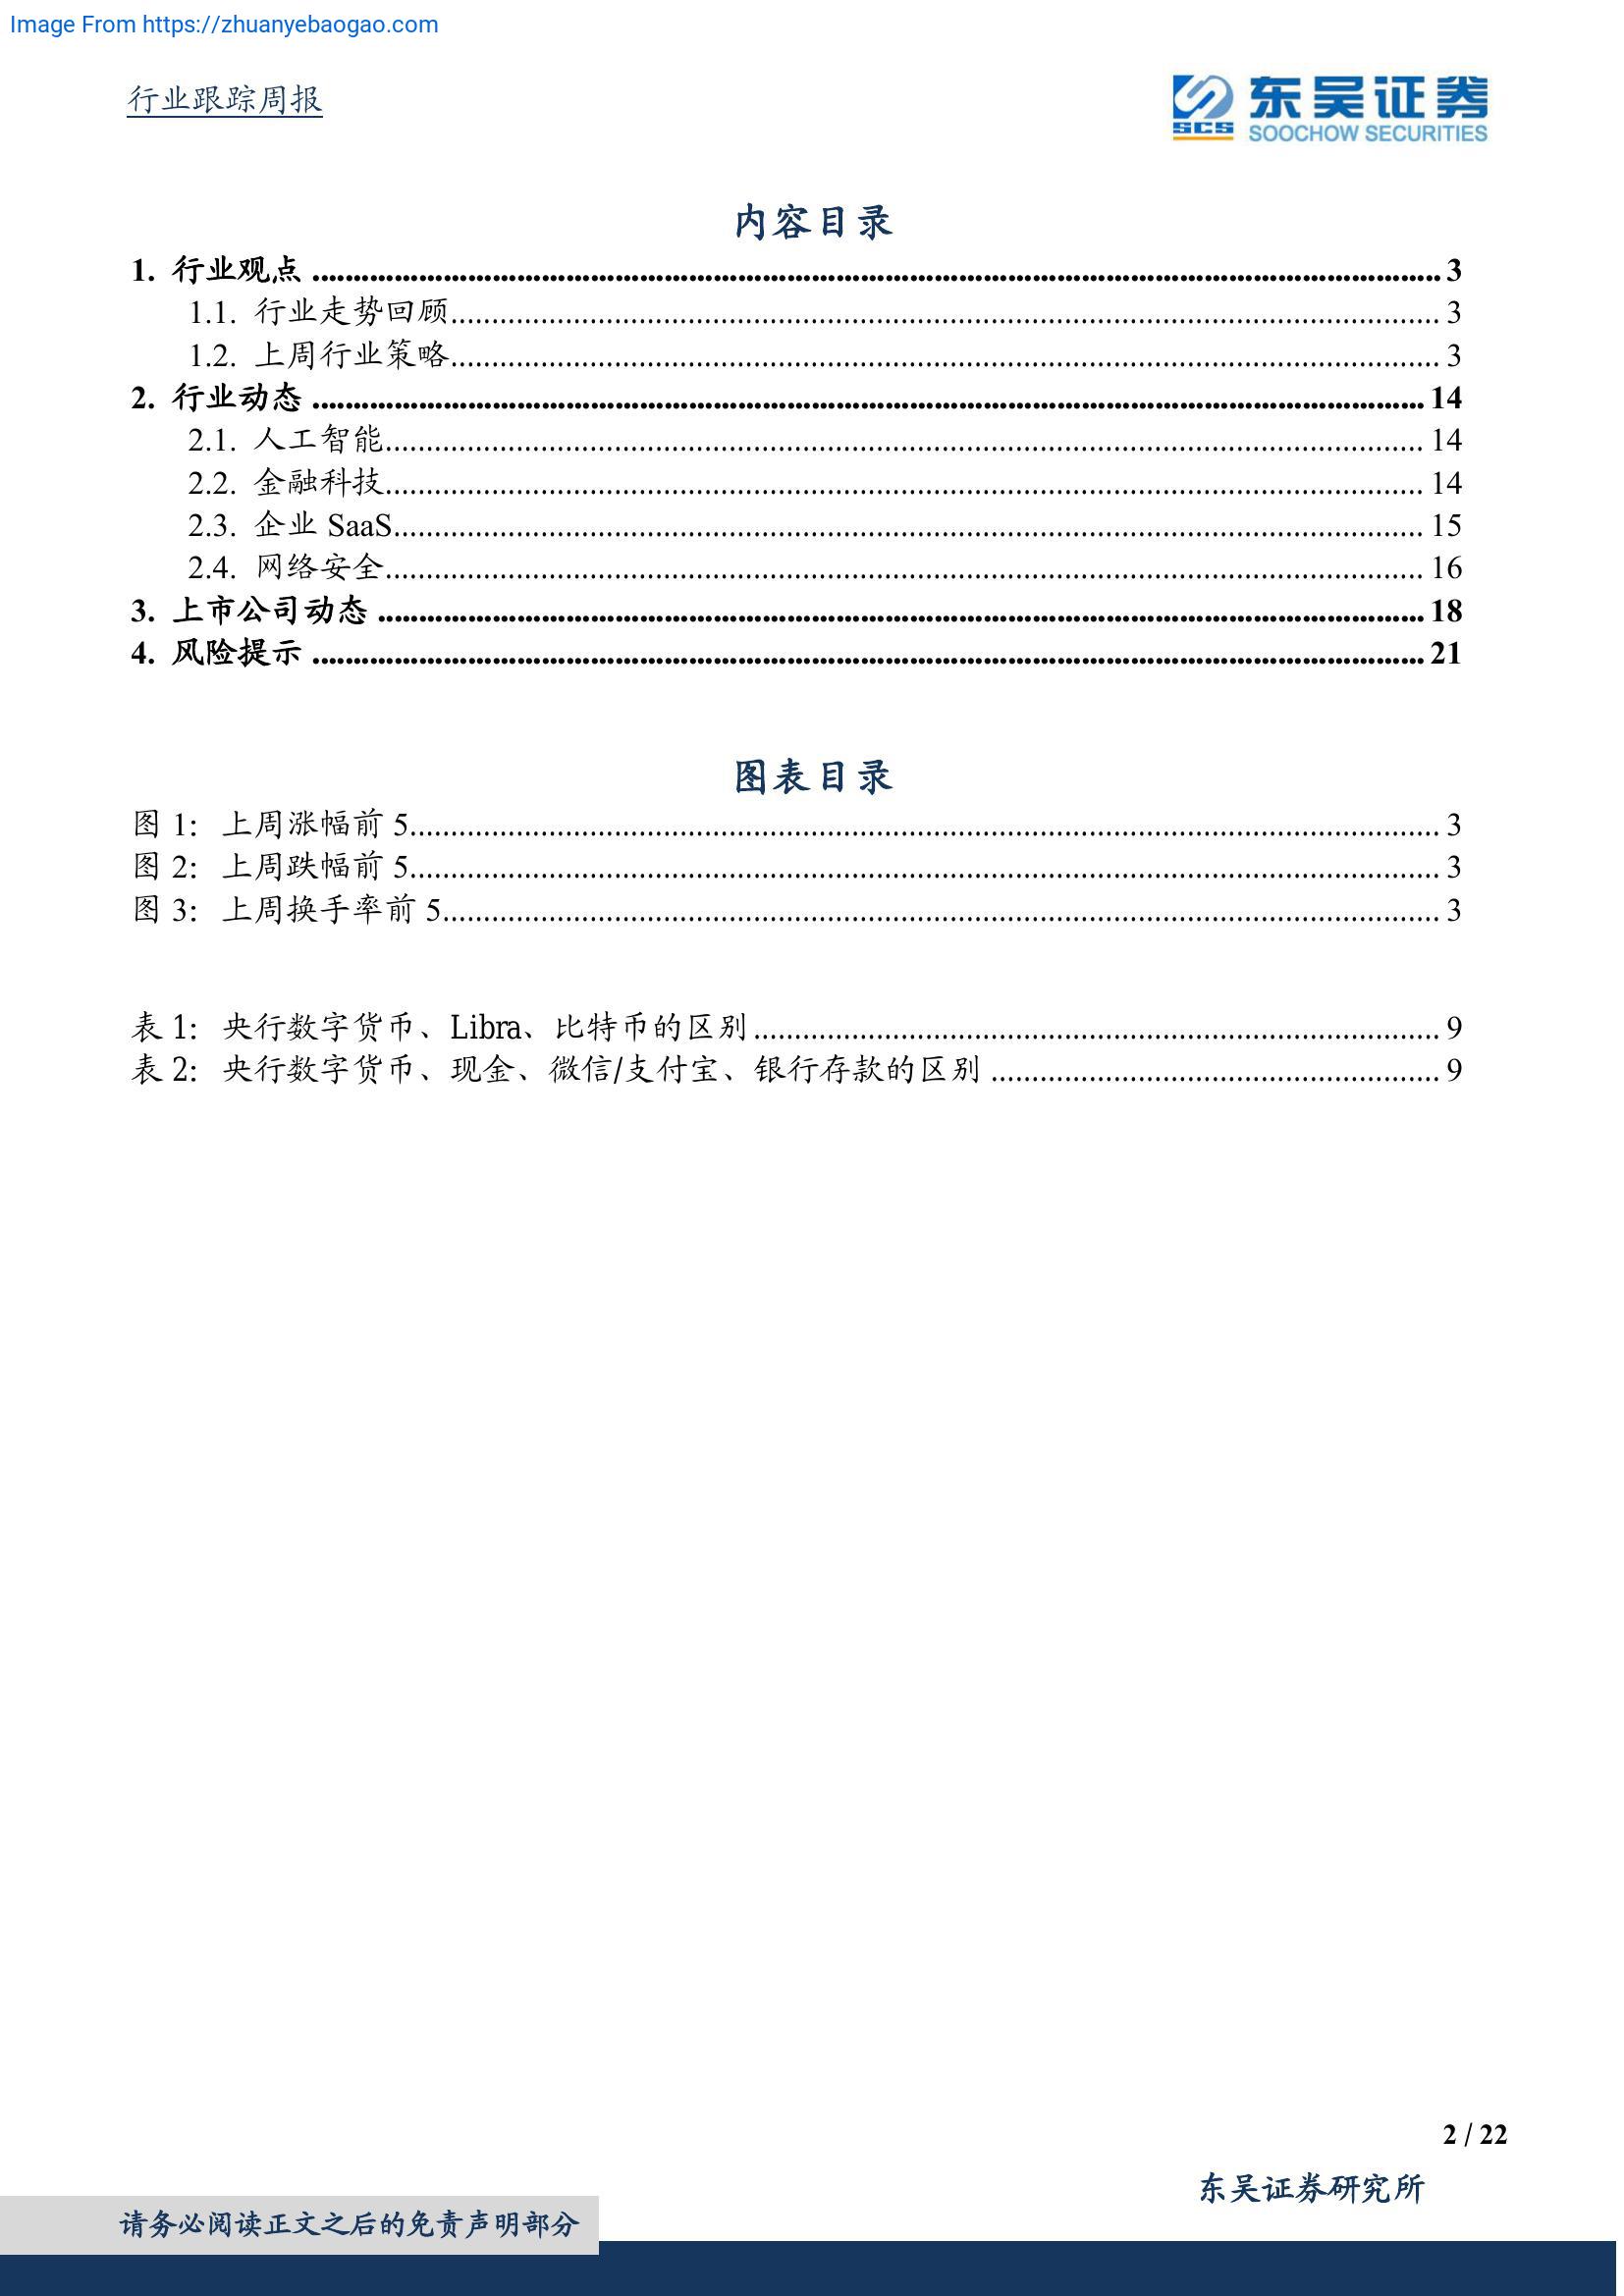 Image From https://zhuanyebaogao.com
行业跟踪周报
SCS 东吴证券
SOOCHOW SECURITIES
内容目录
1. 行业观点 ........................................ 3
1.1. 行业走势回顾 ........................................ 3
1.2. 上周行业策略 ........................................ 3
2. 行业动态 ........................................ 14
2.1. 人工智能 ........................................ 14
2.2. 金融科技 ........................................ 14
2.3. 企业 SaaS ........................................ 15
2.4. 网络安全 ........................................ 16
3. 上市公司动态 ........................................ 18
4. 风险提示 ........................................ 21
图表目录
图 1: 上周涨幅前 5 ........................................ 3
图 2: 上周跌幅前 5 ........................................ 3
图 3: 上周换手率前 5 ........................................ 3
表 1: 央行数字货币、Libra、比特币的区别 ........................................ 9
表 2: 央行数字货币、现金、微信/支付宝、银行存款的区别 ........................................ 9
2 / 22
东吴证券研究所
请务必阅读正文之后的免责声明部分